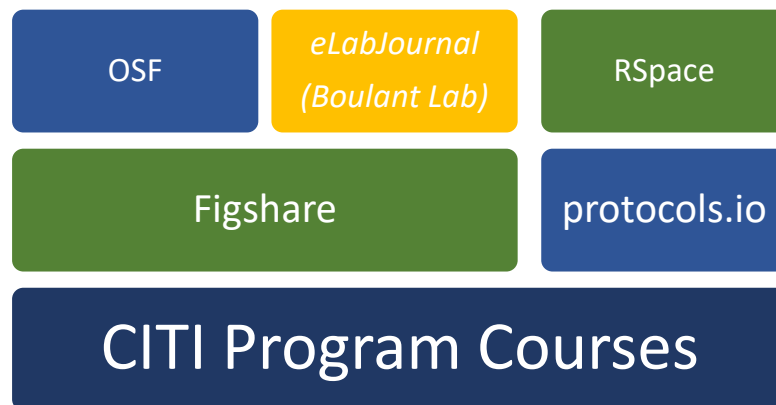 OSF
eLabJournal
(Boulant Lab)
RSpace
Figshare
protocols.io
CITI Program Courses